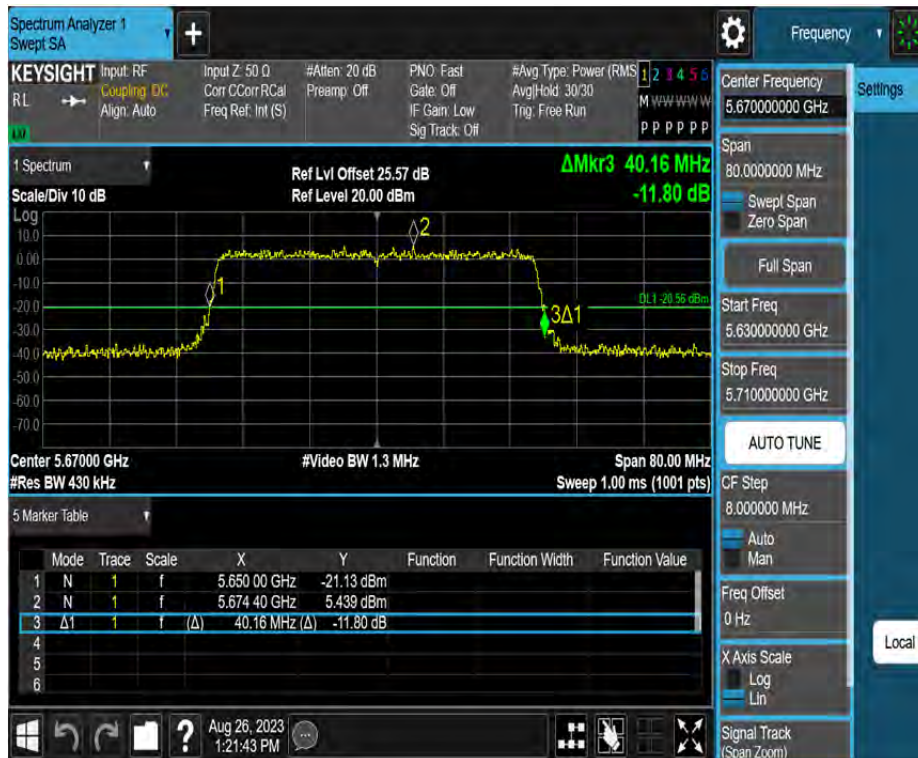 Spectrum Analyzer 1
Swept SA
Frequency
KEYSIGHT
RL
Input: RF
Coupling: DC
Align: Auto
Input Z: 50 Ω
Corr CCorr RCal
Freq Ref: Int (S)
#Atten: 20 dB
Preamp: Off
PNO: Fast
Gate: Off
IF Gain: Low
Sig Track: Off
#Avg Type: Power (RMS
Avg|Hold: 30/30
Trig: Free Run
1 2 3 4 5 6
M W W W W W
P P P P P P
LXI
1 Spectrum
Scale/Div 10 dB
Ref Lvl Offset 25.57 dB
Ref Level 20.00 dBm
ΔMkr3 40.16 MHz
-11.80 dB
Log
10.0
0.00
-10.0
-20.0
-30.0
-40.0
-50.0
-60.0
-70.0
1
2
3Δ1
DL1 -20.56 dBm
Center 5.67000 GHz
#Res BW 430 kHz
#Video BW 1.3 MHz
Span 80.00 MHz
Sweep 1.00 ms (1001 pts)
5 Marker Table
Mode Trace Scale X Y Function Function Width Function Value
1 N 1 f 5.650 00 GHz -21.13 dBm
2 N 1 f 5.674 40 GHz 5.439 dBm
3 Δ1 1 f (Δ) 40.16 MHz (Δ) -11.80 dB
4
5
6
?
Aug 26, 2023
1:21:43 PM
Center Frequency
5.670000000 GHz
Span
80.0000000 MHz
Swept Span
Zero Span
Full Span
Start Freq
5.630000000 GHz
Stop Freq
5.710000000 GHz
AUTO TUNE
CF Step
8.000000 MHz
Auto
Man
Freq Offset
0 Hz
X Axis Scale
Log
Lin
Signal Track
(Span Zoom)
Settings
Local